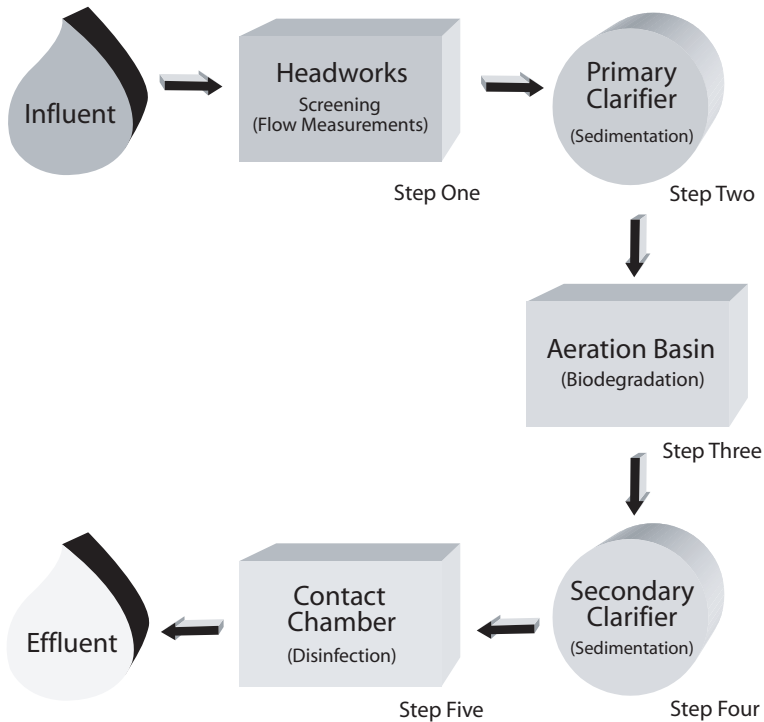 Influent
Headworks
Screening
(Flow Measurements)
Step One
Primary
Clarifier
(Sedimentation)
Step Two
Aeration Basin
(Biodegradation)
Step Three
Secondary
Clarifier
(Sedimentation)
Step Four
Contact
Chamber
(Disinfection)
Step Five
Effluent